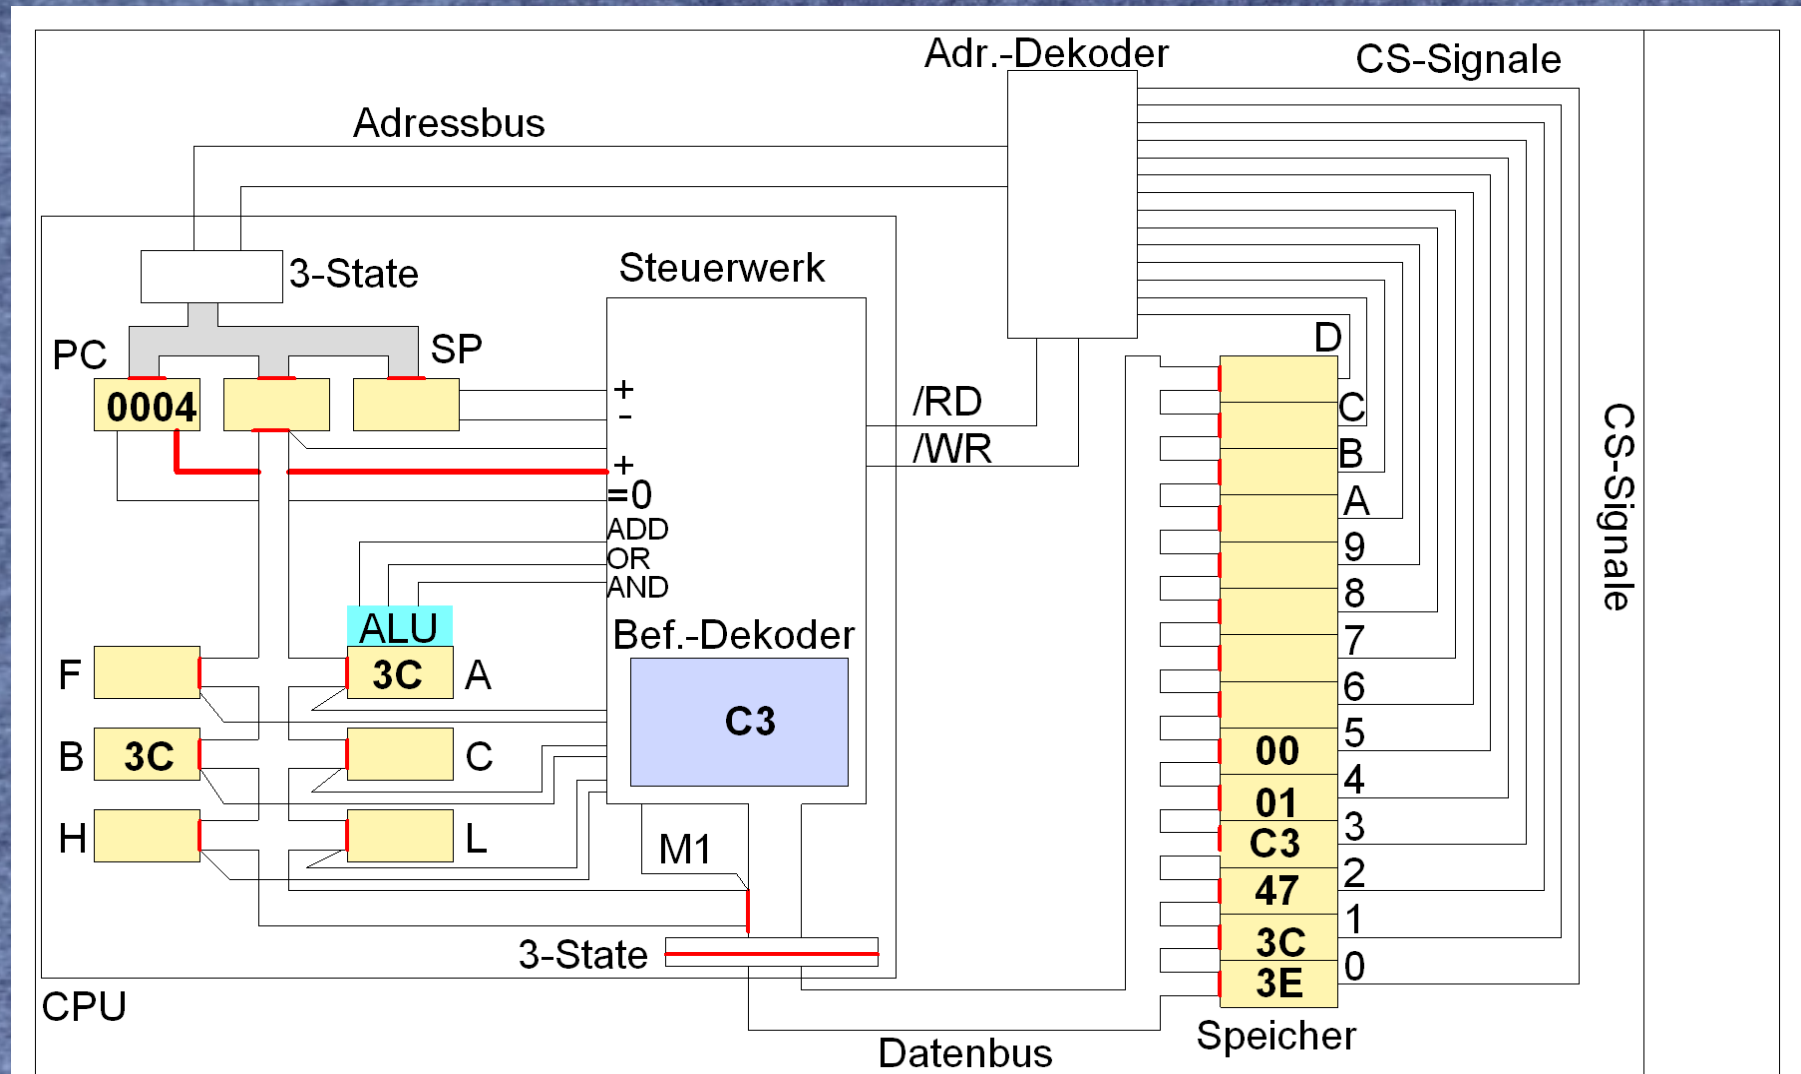 Adr.-Dekoder
CS-Signale
Adressbus
3-State
Steuerwerk
PC
SP
0004
+
-
+
=0
ADD
OR
AND
/RD
/WR
CS-Signale
ALU
Bef.-Dekoder
F
3C
A
C3
B
3C
C
H
L
M1
3-State
CPU
Datenbus
D
C
B
A
9
8
7
6
00
5
01
4
C3
3
47
2
3C
1
3E
0
Speicher